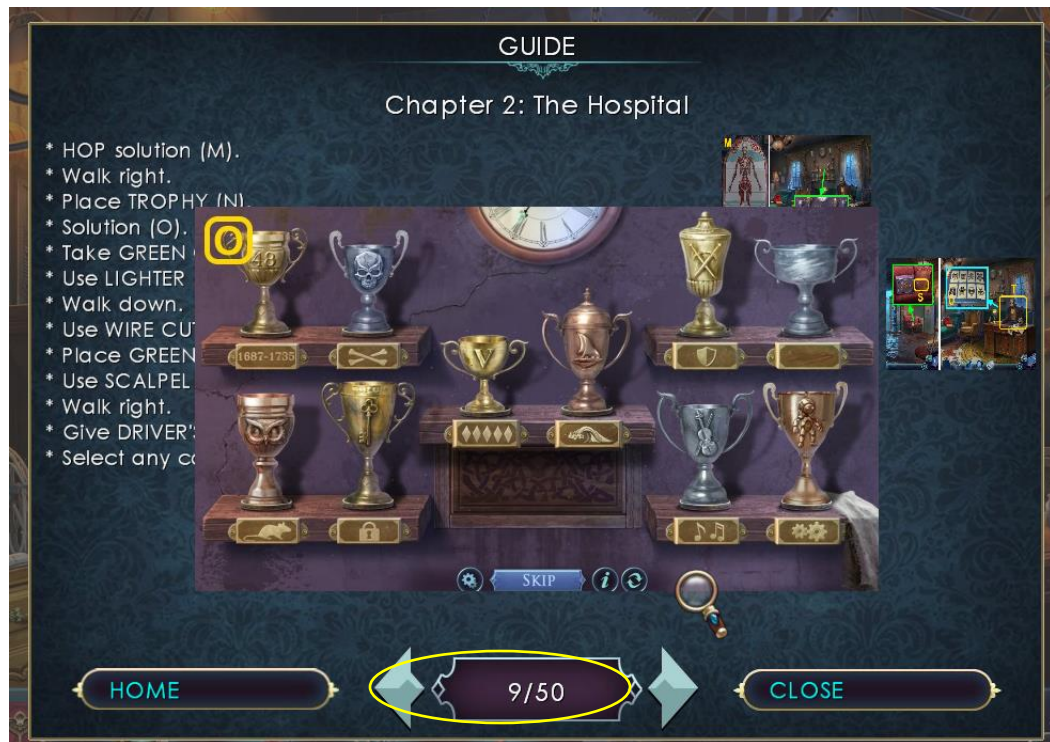 GUIDE
Chapter 2: The Hospital
* HOP solution (M).
* Walk right.
* Place TROPHY (N).
* Solution (O).
* Take GREEN
* Use LIGHTER
* Walk down.
* Use WIRE
* Place GREEN
* Use SCALPEL
* Walk right.
* Give DRIVER'S
* Select any
M
O
48
1687-1735
V
S
T
SKIP
i
HOME
9/50
CLOSE